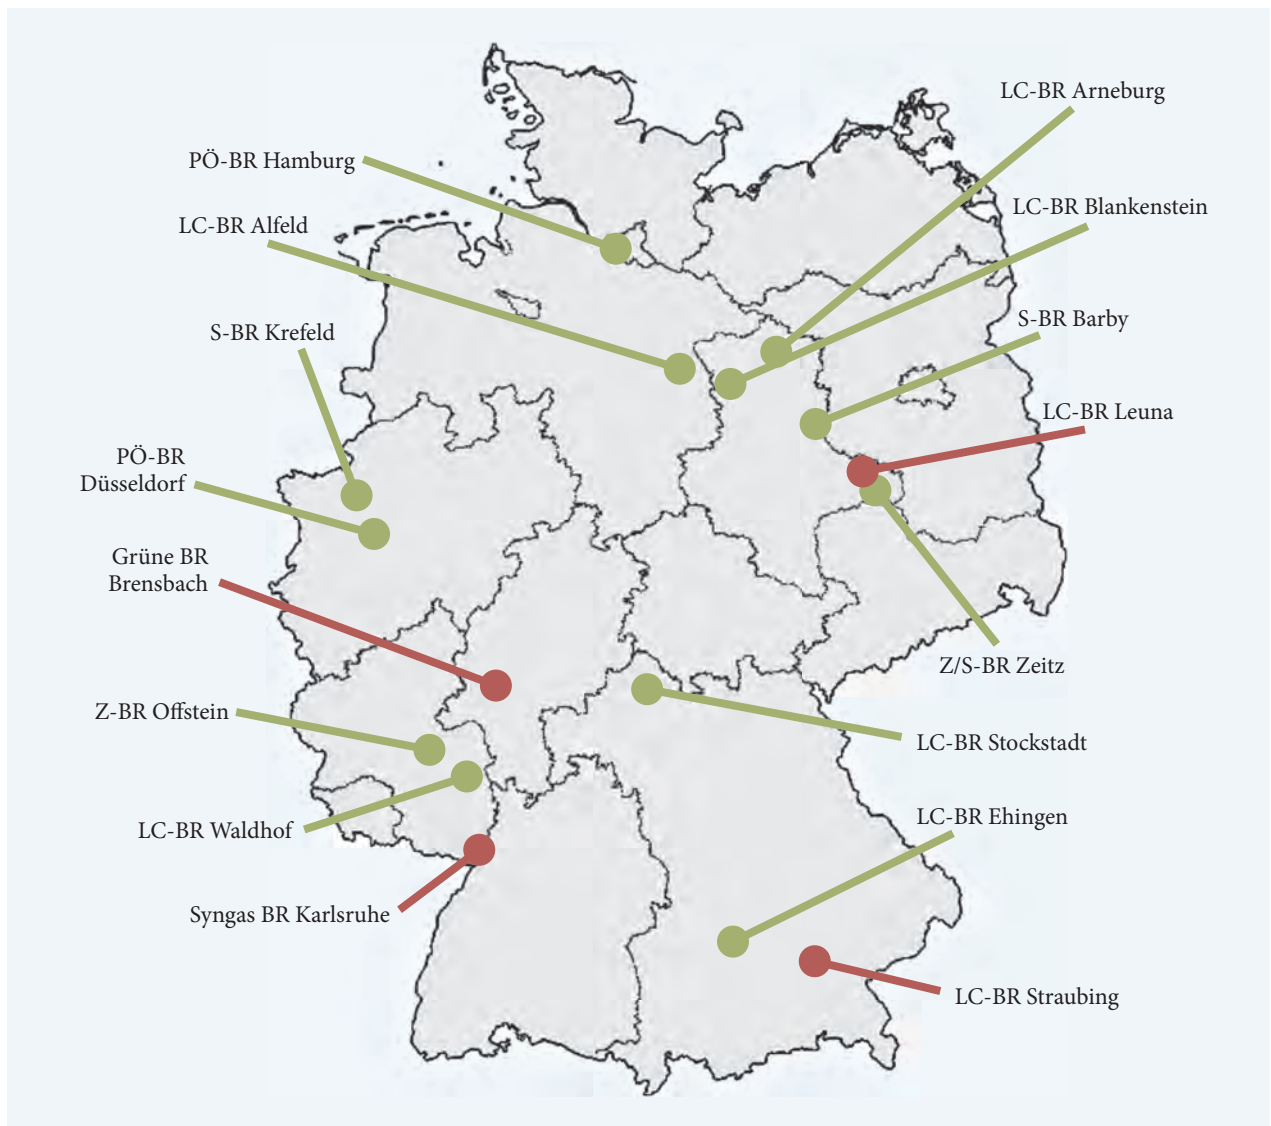 LC-BR Arneburg
PÖ-BR Hamburg
LC-BR Blankenstein
LC-BR Alfeld
S-BR Barby
S-BR Krefeld
LC-BR Leuna
PÖ-BR
Düsseldorf
Grüne BR
Brensbach
Z/S-BR Zeitz
Z-BR Offstein
LC-BR Stockstadt
LC-BR Ehingen
LC-BR Waldhof
Syngas BR Karlsruhe
LC-BR Straubing